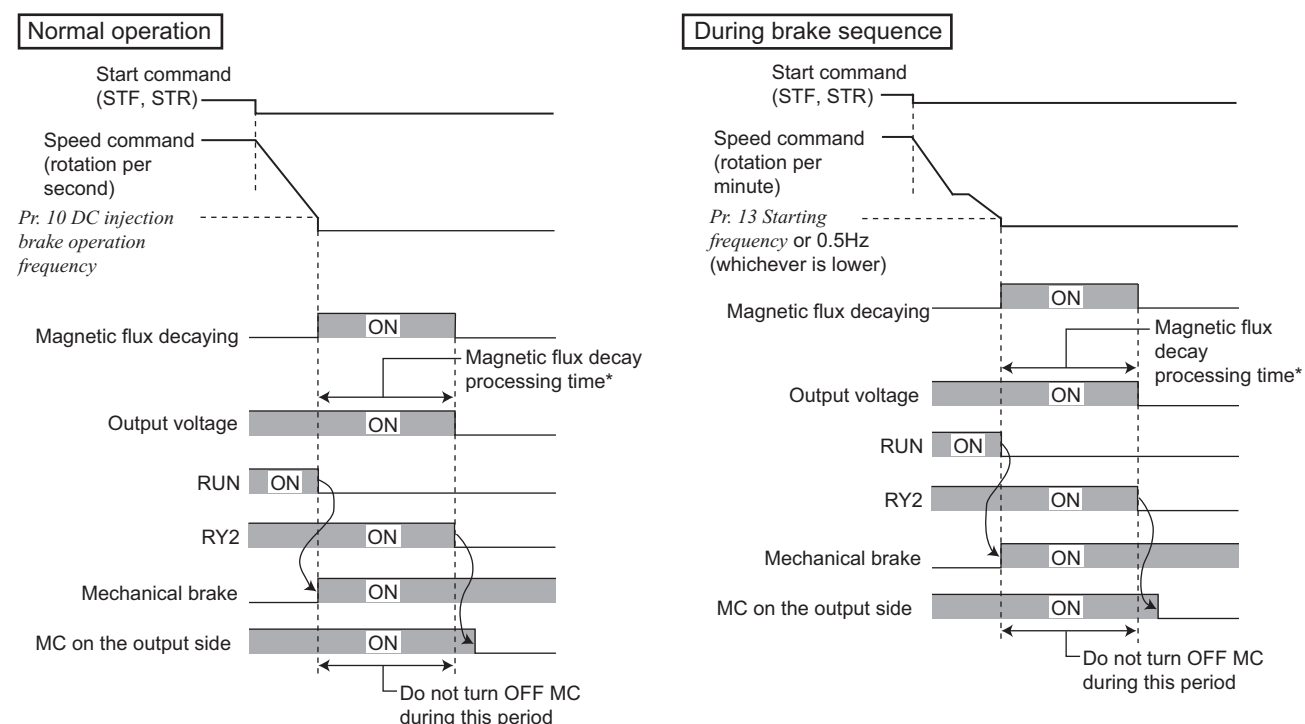 Normal operation
Start command
(STF, STR)
Speed command
(rotation per
second)
Pr. 10 DC injection
brake operation
frequency
Magnetic flux decaying
ON
Magnetic flux decay
processing time*
Output voltage
ON
RUN
ON
RY2
ON
Mechanical brake
ON
MC on the output side
ON
Do not turn OFF MC
during this period
During brake sequence
Start command
(STF, STR)
Speed command
(rotation per
minute)
Pr. 13 Starting
frequency or 0.5Hz
(whichever is lower)
Magnetic flux decaying
ON
Magnetic flux
decay
processing time*
Output voltage
ON
RUN
ON
RY2
ON
Mechanical brake
ON
MC on the output side
ON
Do not turn OFF MC
during this period